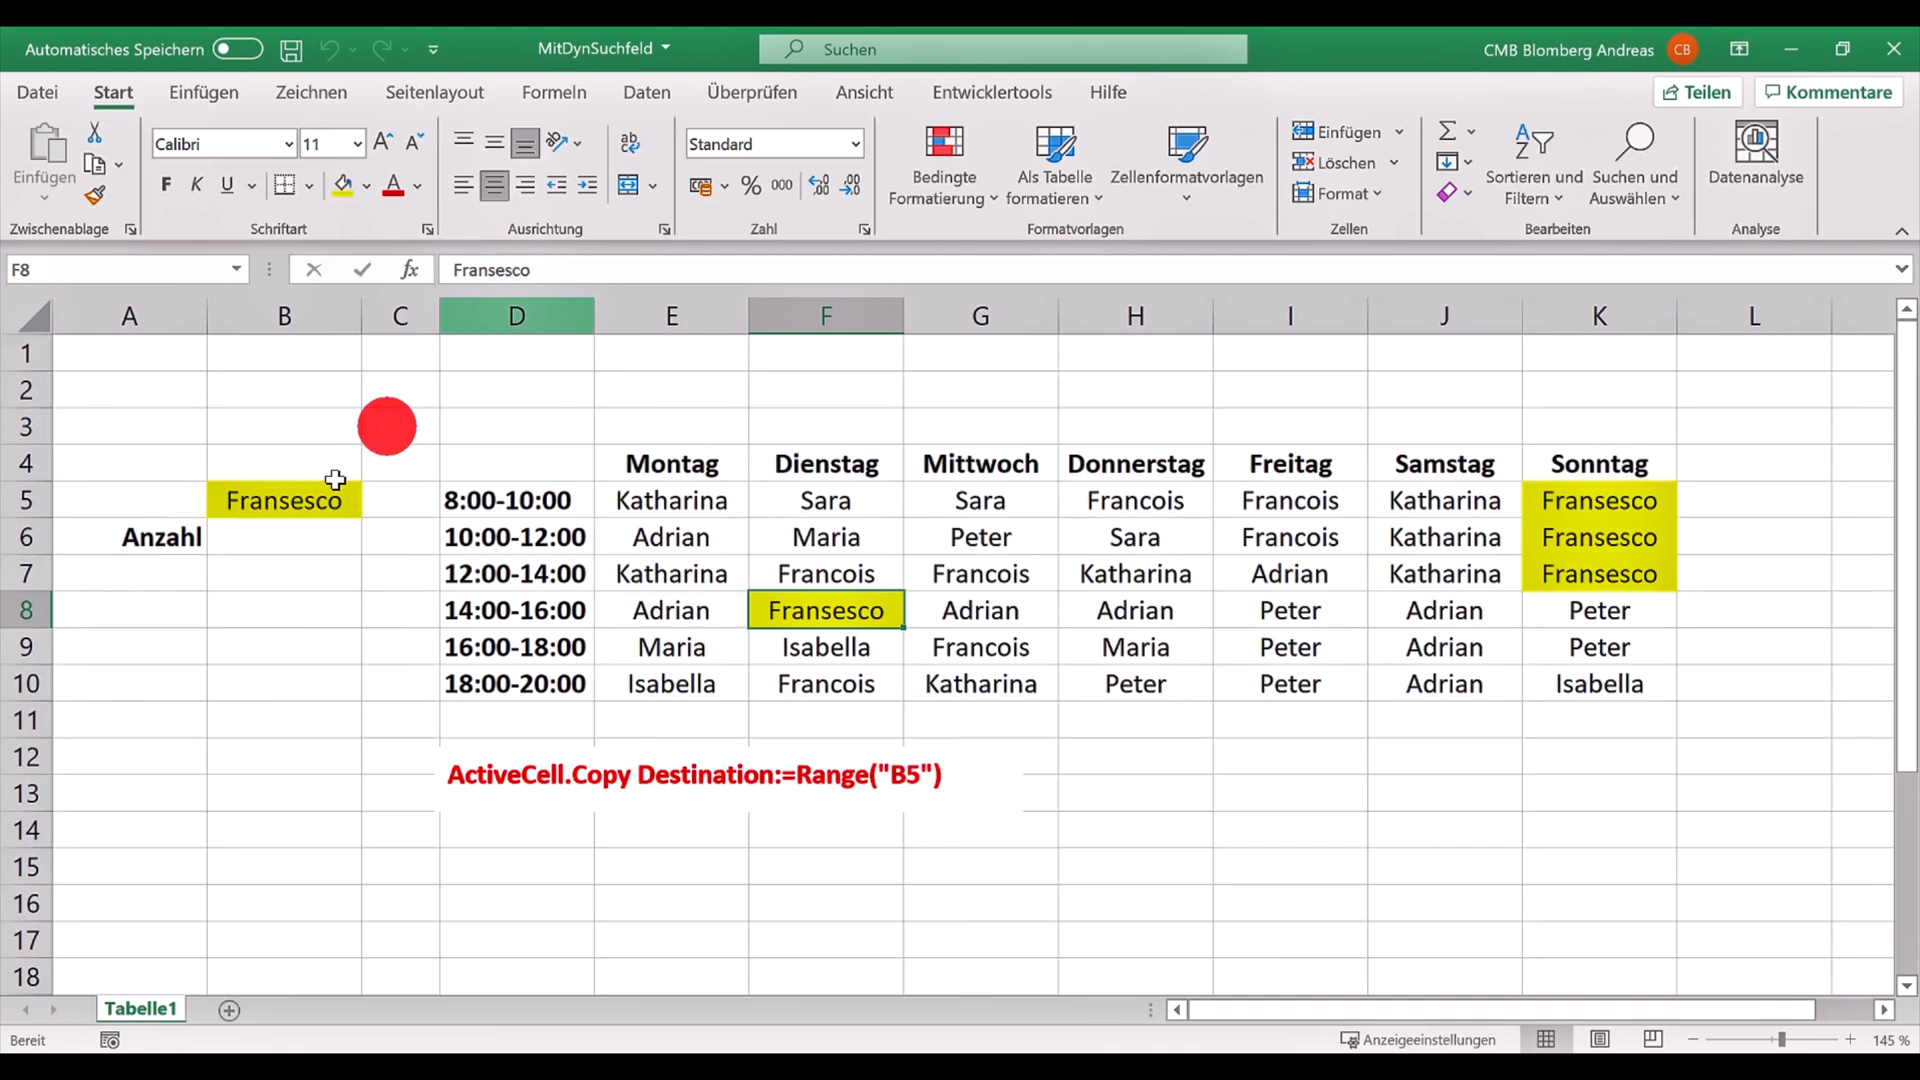 Automatisches Speichern MitDynSuchfeld Suchen CMB Blomberg Andreas CB
Datei Start Einfügen Zeichnen Seitenlayout Formeln Daten Überprüfen Ansicht Entwicklertools Hilfe Teilen Kommentare
Einfügen
Zwischenablage
Calibri 11
F K U
Schriftart
Ausrichtung
Standard
% 000
Zahl
Bedingte Formatierung
Als Tabelle formatieren
Zellenformatvorlagen
Formatvorlagen
Einfügen
Löschen
Format
Zellen
Sortieren und Filtern
Suchen und Auswählen
Bearbeiten
Datenanalyse
Analyse
F8 fx Fransesco
A B C D E F G H I J K L
1
2
3
4 Montag Dienstag Mittwoch Donnerstag Freitag Samstag Sonntag
5 Fransesco 8:00-10:00 Katharina Sara Sara Francois Francois Katharina Fransesco
6 Anzahl 10:00-12:00 Adrian Maria Peter Sara Francois Katharina Fransesco
7 12:00-14:00 Katharina Francois Francois Katharina Adrian Katharina Fransesco
8 14:00-16:00 Adrian Fransesco Adrian Adrian Peter Adrian Peter
9 16:00-18:00 Maria Isabella Francois Maria Peter Adrian Peter
10 18:00-20:00 Isabella Francois Katharina Peter Peter Adrian Isabella
11
12
ActiveCell.Copy Destination:=Range("B5")
13
14
15
16
17
18
Tabelle1
Bereit Anzeigeeinstellungen 145 %